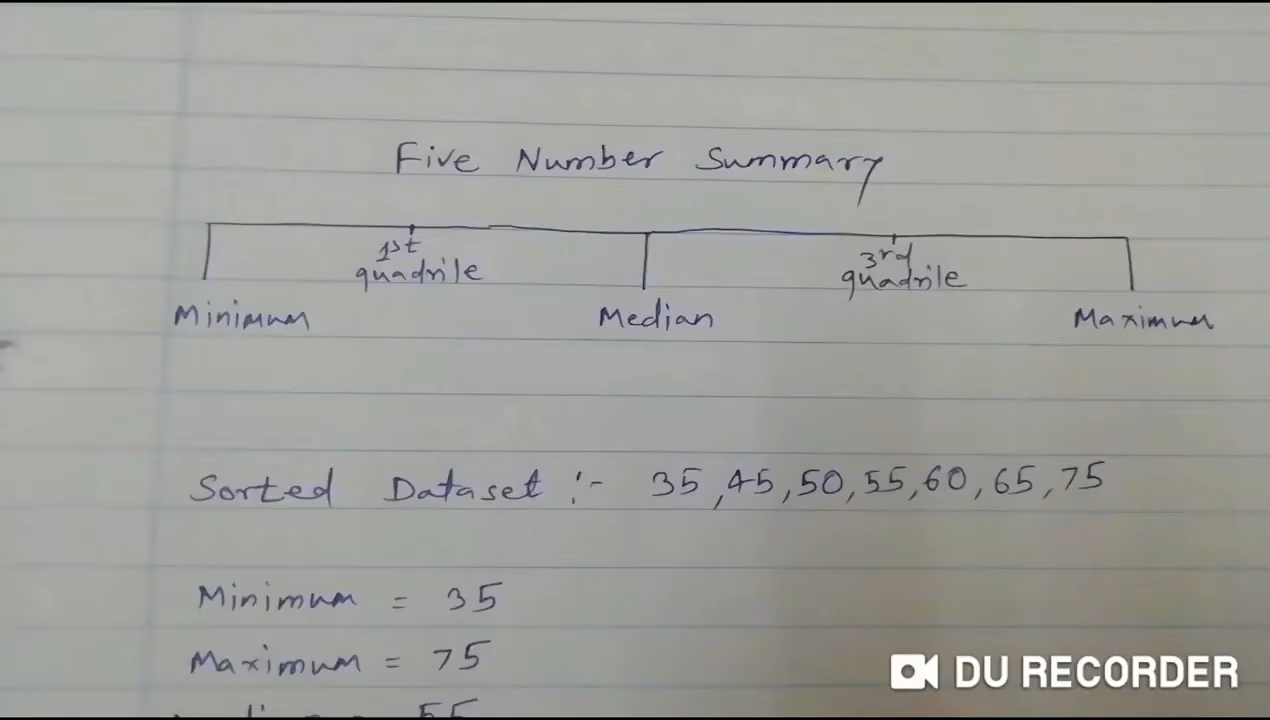 Five Number Summary
1st
quadrile
3rd
quadrile
Minimum Median Maximum
Sorted Dataset :- 35, 45, 50, 55, 60, 65, 75
Minimum = 35
Maximum = 75
55
DU RECORDER